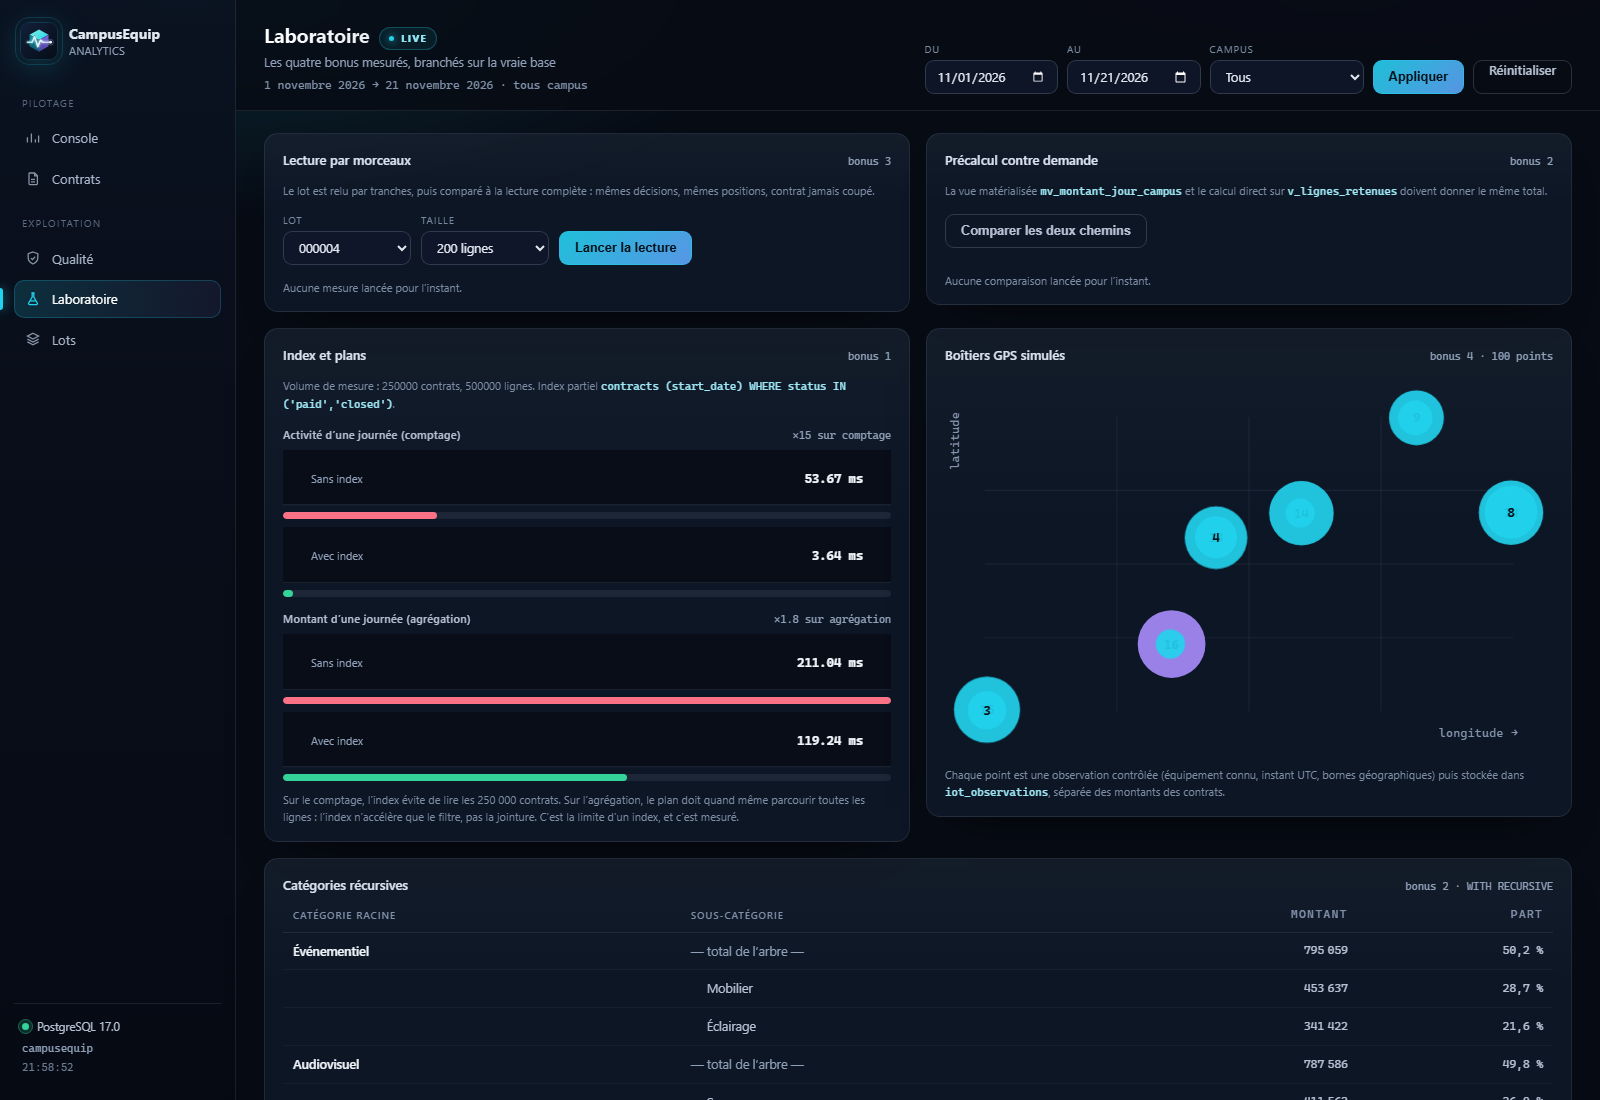 CampusEquip
ANALYTICS
PILOTAGE
Console
Contrats
EXPLOITATION
Qualité
Laboratoire
Lots
PostgreSQL 17.0
campusequip
21:58:52
Laboratoire
LIVE
Les quatre bonus mesurés, branchés sur la vraie base
1 novembre 2026 → 21 novembre 2026 · tous campus
DU
11/01/2026
AU
11/21/2026
CAMPUS
Tous
Appliquer
Réinitialiser
Lecture par morceaux
bonus 3
Le lot est relu par tranches, puis comparé à la lecture complète : mêmes décisions, mêmes positions, contrat jamais coupé.
LOT
TAILLE
000004
200 lignes
Lancer la lecture
Aucune mesure lancée pour l'instant.
Précalcul contre demande
bonus 2
La vue matérialisée mv_montant_jour_campus et le calcul direct sur v_lignes_retenues doivent donner le même total.
Comparer les deux chemins
Aucune comparaison lancée pour l'instant.
Index et plans
bonus 1
Volume de mesure : 250000 contrats, 500000 lignes. Index partiel contracts (start_date) WHERE status IN
('paid','closed').
Activité d'une journée (comptage)
×15 sur comptage
Sans index
53.67 ms
Avec index
3.64 ms
Montant d'une journée (agrégation)
×1.8 sur agrégation
Sans index
211.04 ms
Avec index
119.24 ms
Sur le comptage, l'index évite de lire les 250 000 contrats. Sur l'agrégation, le plan doit quand même parcourir toutes les
lignes : l'index n'accélère que le filtre, pas la jointure. C'est la limite d'un index, et c'est mesuré.
Boîtiers GPS simulés
bonus 4 · 100 points
latitude
9
14
8
4
16
3
longitude →
Chaque point est une observation contrôlée (équipement connu, instant UTC, bornes géographiques) puis stockée dans
iot_observations, séparée des montants des contrats.
Catégories récursives
bonus 2 · WITH RECURSIVE
CATÉGORIE RACINE
SOUS-CATÉGORIE
MONTANT
PART
Événementiel
— total de l'arbre —
795 059
50,2 %
Mobilier
453 637
28,7 %
Éclairage
341 422
21,6 %
Audiovisuel
— total de l'arbre —
787 586
49,8 %